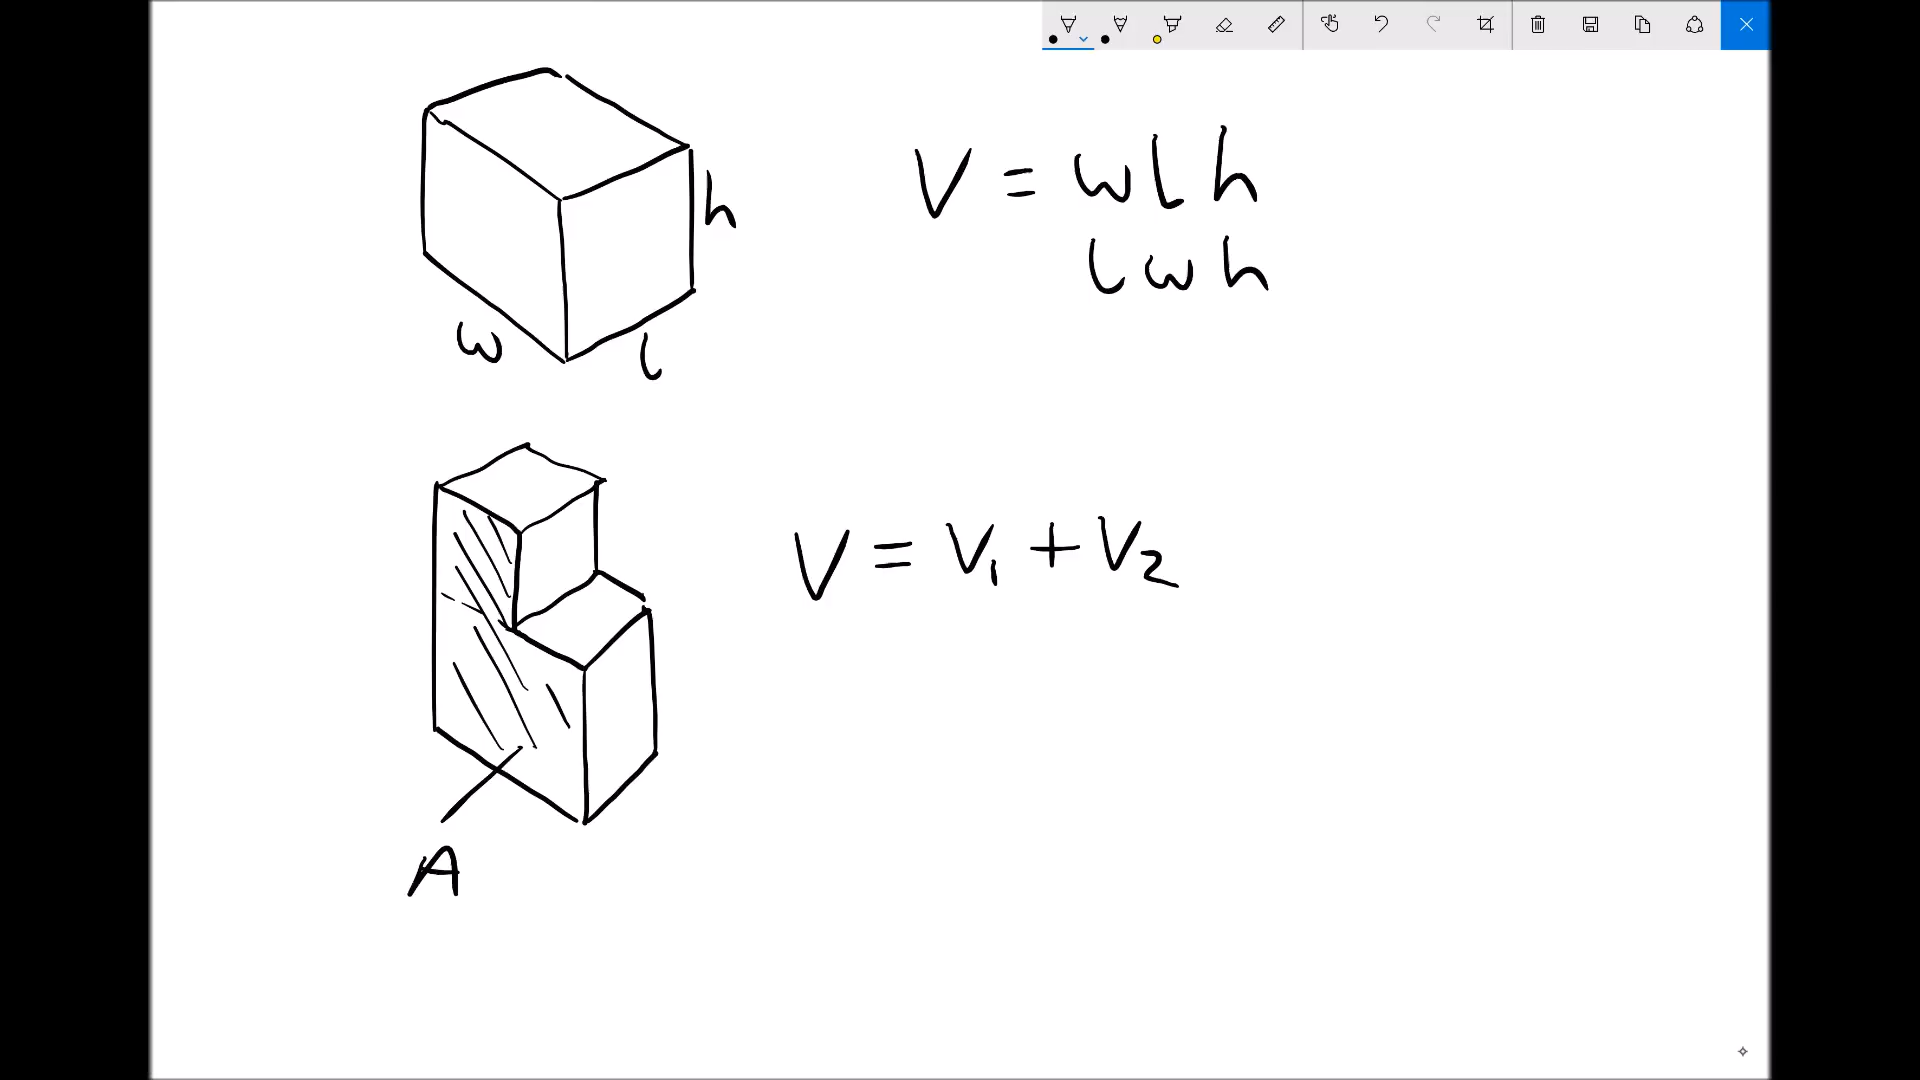 V = wlh
lwh
h
w
l
V = V₁ + V₂
A